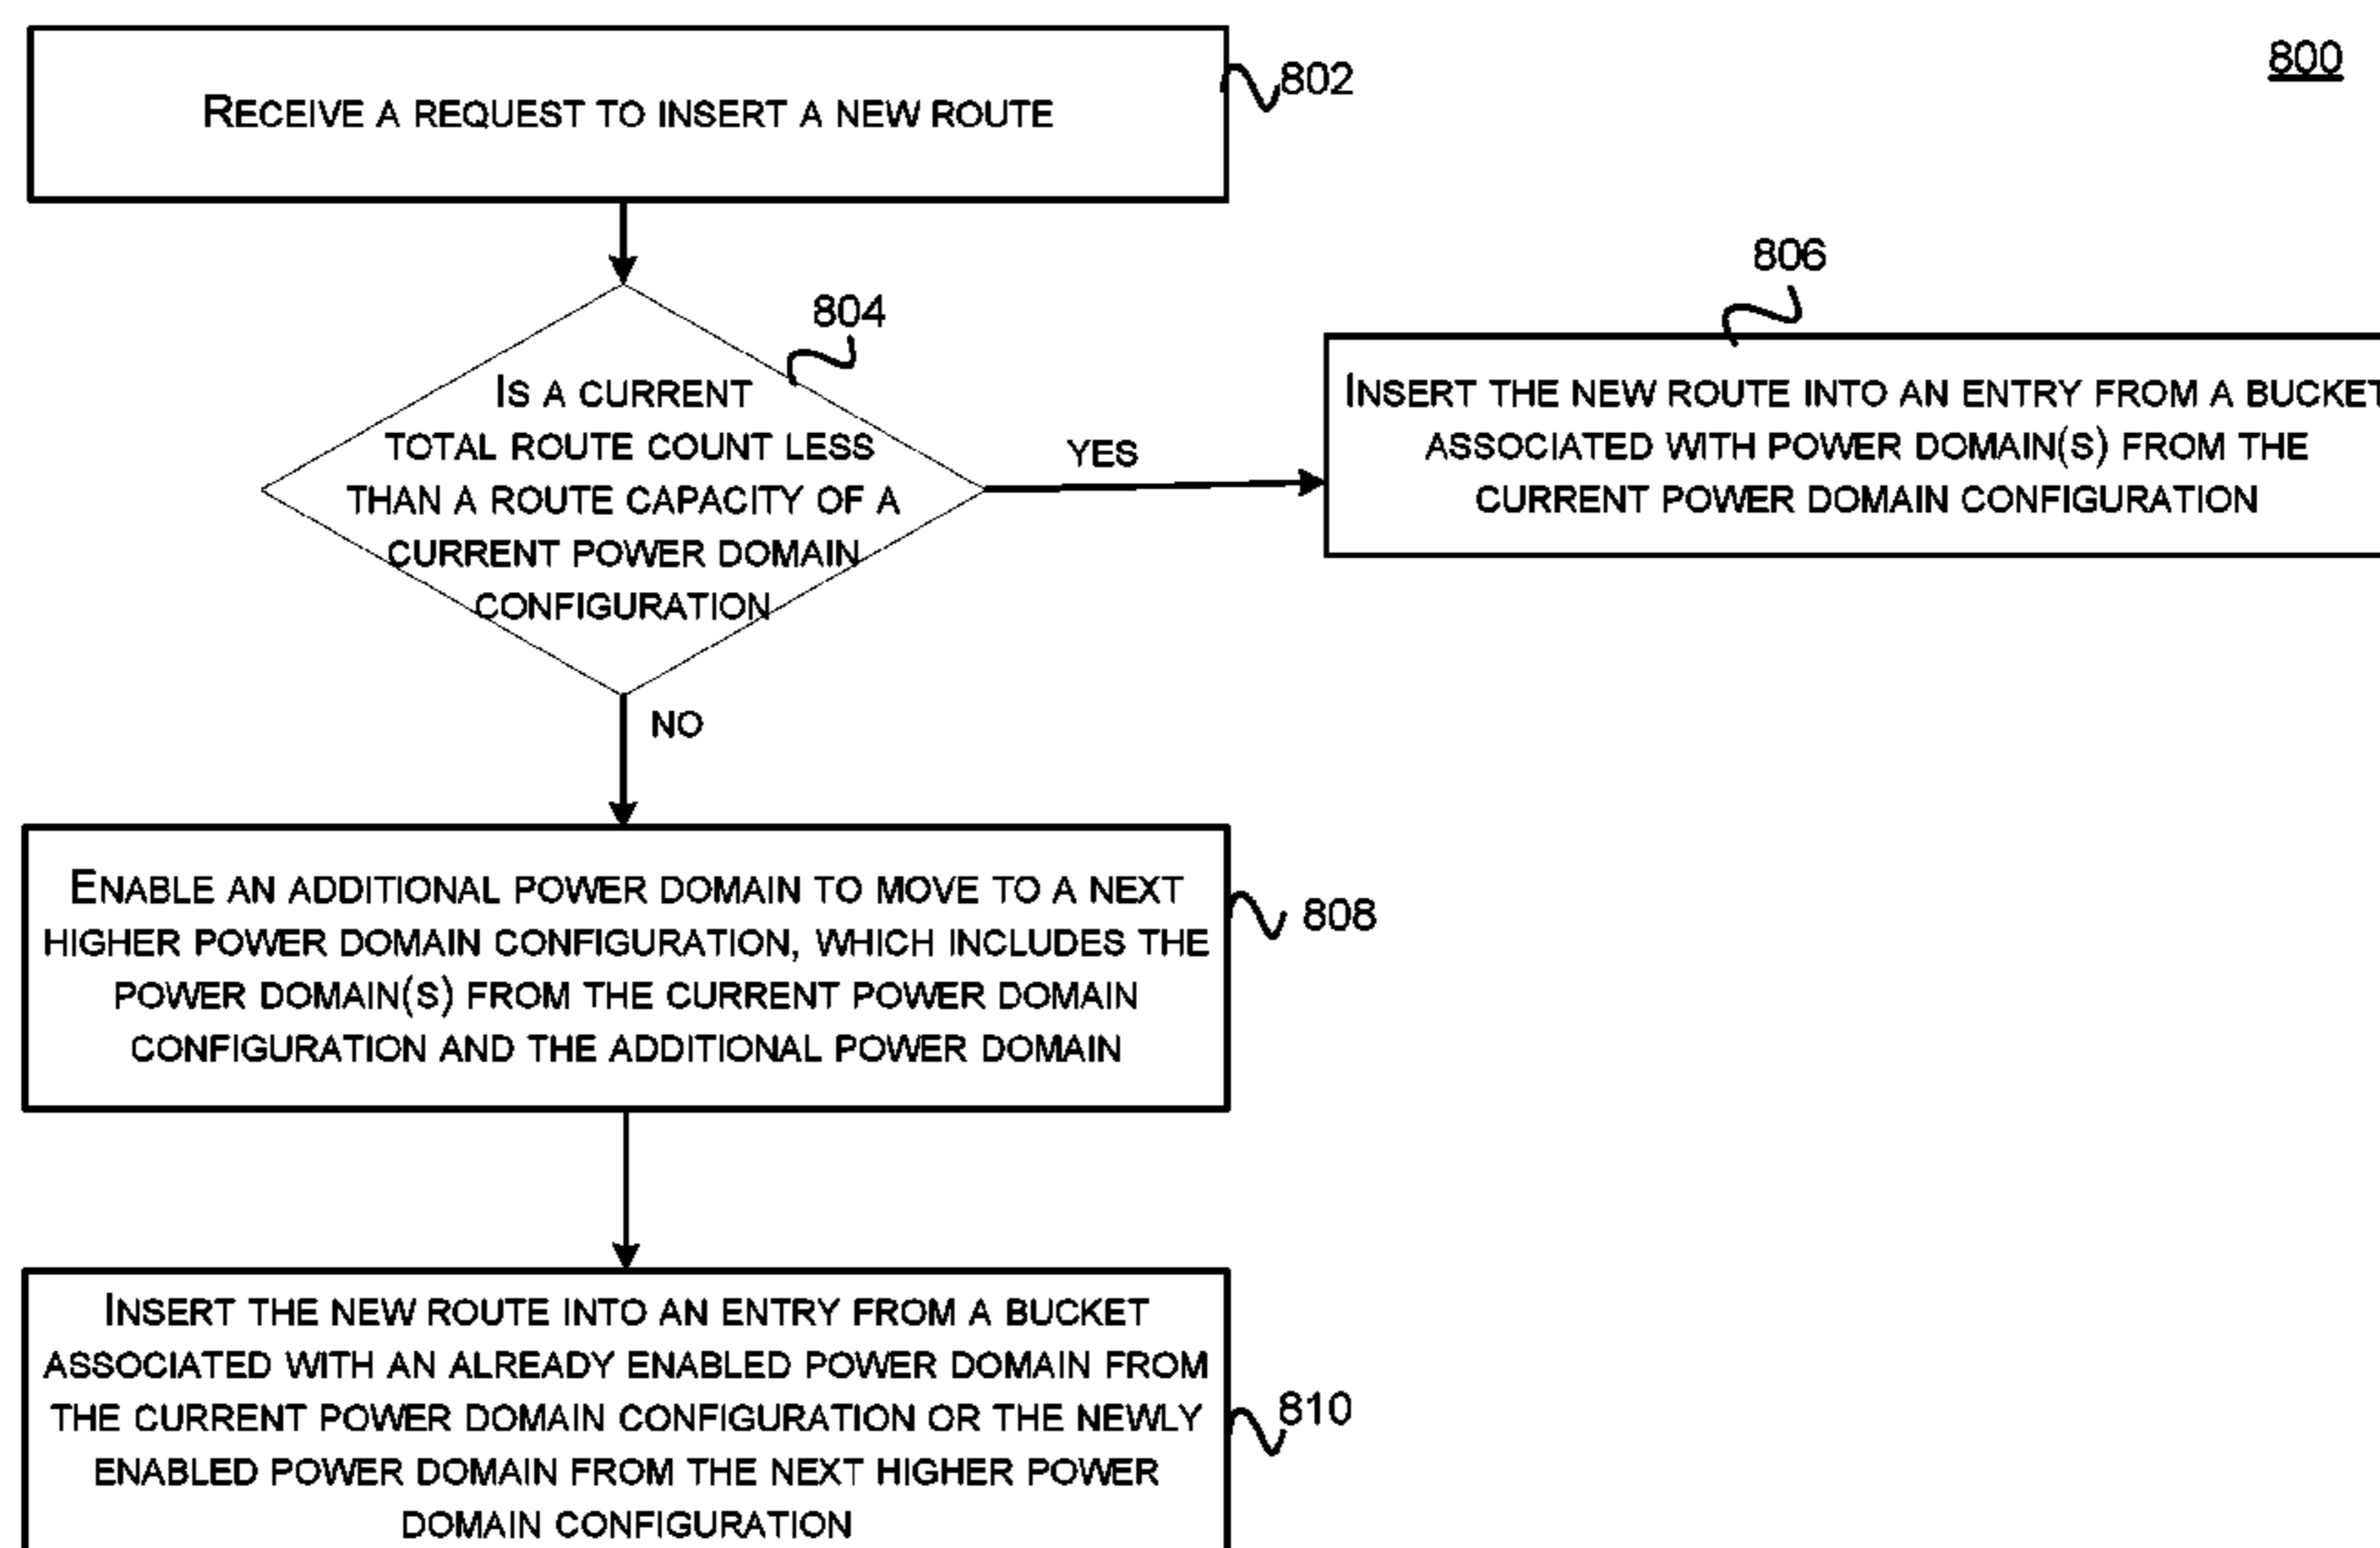 800
RECEIVE A REQUEST TO INSERT A NEW ROUTE
802
804
IS A CURRENT
TOTAL ROUTE COUNT LESS
THAN A ROUTE CAPACITY OF A
CURRENT POWER DOMAIN
CONFIGURATION
YES
806
INSERT THE NEW ROUTE INTO AN ENTRY FROM A BUCKET
ASSOCIATED WITH POWER DOMAIN(S) FROM THE
CURRENT POWER DOMAIN CONFIGURATION
NO
ENABLE AN ADDITIONAL POWER DOMAIN TO MOVE TO A NEXT
HIGHER POWER DOMAIN CONFIGURATION, WHICH INCLUDES THE
POWER DOMAIN(S) FROM THE CURRENT POWER DOMAIN
CONFIGURATION AND THE ADDITIONAL POWER DOMAIN
808
INSERT THE NEW ROUTE INTO AN ENTRY FROM A BUCKET
ASSOCIATED WITH AN ALREADY ENABLED POWER DOMAIN FROM
THE CURRENT POWER DOMAIN CONFIGURATION OR THE NEWLY
ENABLED POWER DOMAIN FROM THE NEXT HIGHER POWER
DOMAIN CONFIGURATION
810